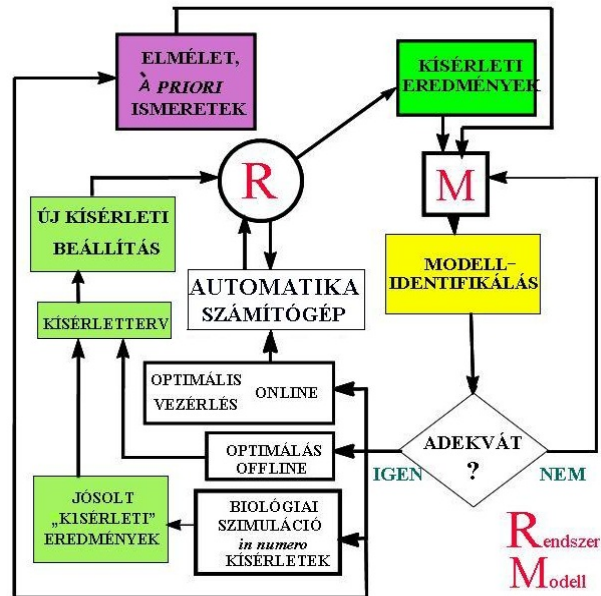 ELMÉLET,
À PRIORI
ISMERETEK
KÍSÉRLETI
EREDMÉNYEK
R
M
ÚJ KÍSÉRLETI
BEÁLLÍTÁS
MODELL-
IDENTIFIKÁLÁS
AUTOMATIKA
SZÁMÍTÓGÉP
KÍSÉRLETTERV
OPTIMÁLIS
VEZÉRLÉS
ONLINE
ADEKVÁT
?
IGEN
NEM
OPTIMÁLÁS
OFFLINE
JÓSOLT
„KISÉRLETI”
EREDMÉNYEK
BIOLÓGIAI
SZIMULÁCIÓ
in numero
KÍSÉRLETEK
Rendszer
Modell